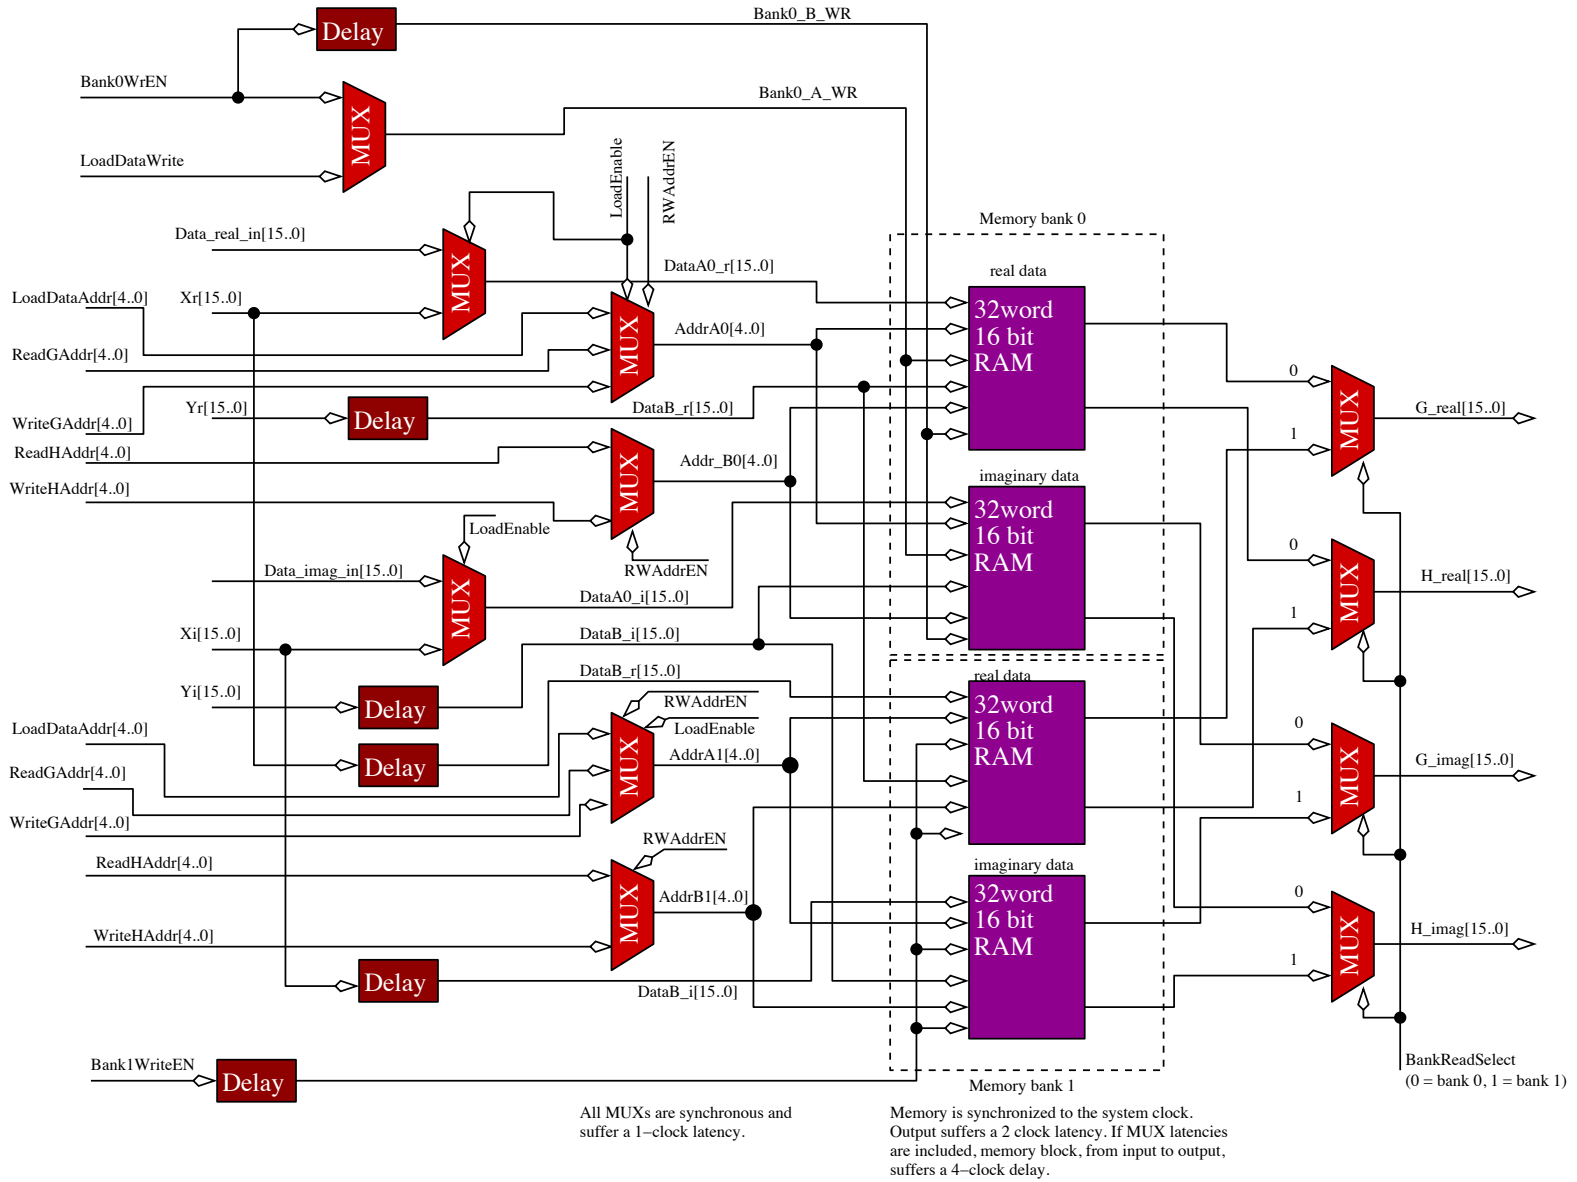 Bank0_B_WR
Delay
Bank0WrEN
Bank0_A_WR
MUX
LoadDataWrite
LoadEnable
RWAddrEN
Memory bank 0
Data_real_in[15..0]
DataA0_r[15..0]
real data
MUX
LoadDataAddr[4..0]
Xr[15..0]
32word
16 bit
RAM
AddrA0[4..0]
MUX
ReadGAddr[4..0]
0
Yr[15..0]
Delay
DataB_r[15..0]
MUX
G_real[15..0]
WriteGAddr[4..0]
1
ReadHAddr[4..0]
Addr_B0[4..0]
MUX
imaginary data
WriteHAddr[4..0]
32word
16 bit
RAM
LoadEnable
0
RWAddrEN
Data_imag_in[15..0]
MUX
DataA0_i[15..0]
H_real[15..0]
MUX
1
Xi[15..0]
DataB_i[15..0]
DataB_r[15..0]
real data
Yi[15..0]
Delay
RWAddrEN
32word
16 bit
RAM
LoadDataAddr[4..0]
LoadEnable
0
MUX
AddrA1[4..0]
Delay
G_imag[15..0]
MUX
ReadGAddr[4..0]
1
WriteGAddr[4..0]
RWAddrEN
ReadHAddr[4..0]
imaginary data
32word
16 bit
RAM
AddrB1[4..0]
MUX
0
WriteHAddr[4..0]
H_imag[15..0]
MUX
1
Delay
DataB_i[15..0]
Bank1WriteEN
Delay
BankReadSelect
(0 = bank 0, 1 = bank 1)
Memory bank 1
All MUXs are synchronous and
suffer a 1–clock latency.
Memory is synchronized to the system clock.
Output suffers a 2 clock latency. If MUX latencies
are included, memory block, from input to output,
suffers a 4–clock delay.